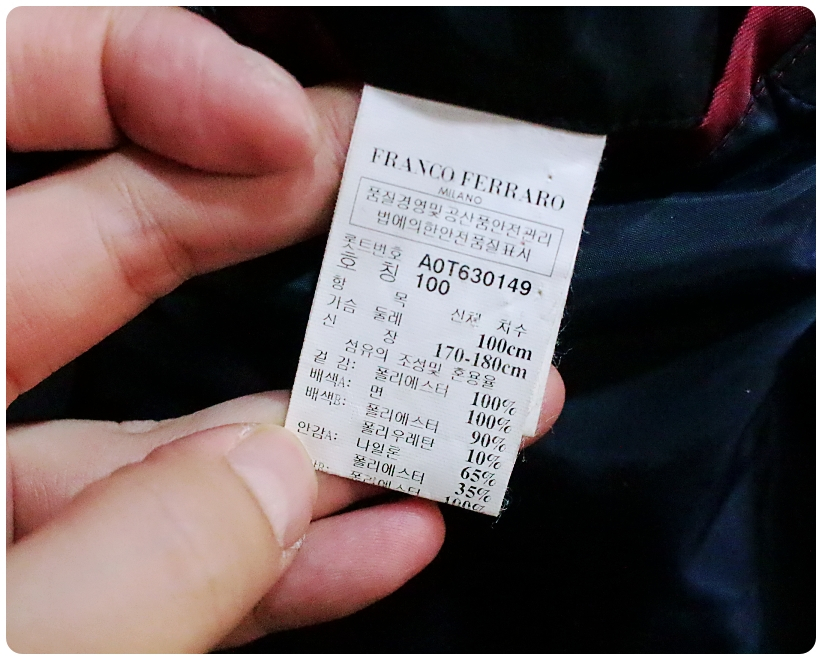 FRANCO FERRARO
MILANO
품질경영및공산품안전관리
법에의한안전품질표시
롯트번호 A0T630149
호 칭 100
항 목 신체 치수
가슴 둘레 100cm
신 장 170-180cm
섬유의 조성및 혼용율
겉 감: 폴리에스터 100%
배색A: 면 100%
배색B: 폴리에스터 90%
폴리우레탄 10%
안감A: 나일론 65%
폴리에스터 35%
폴리에스터 100%